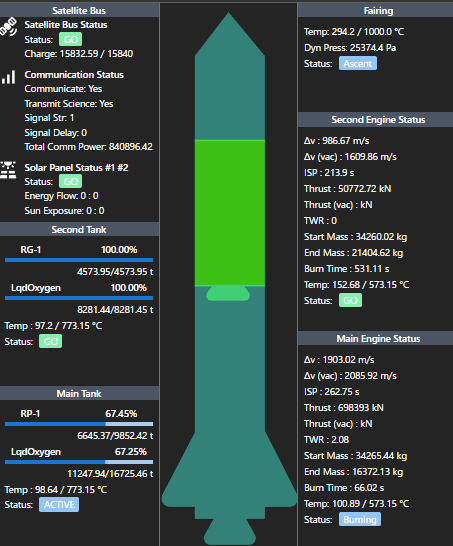 Satellite Bus
Satellite Bus Status
Status: GO
Charge: 15832.59 / 15840
Communication Status
Communicate: Yes
Transmit Science: Yes
Signal Str: 1
Signal Delay: 0
Total Comm Power: 840896.42
Solar Panel Status #1 #2
Status: GO
Energy Flow: 0 : 0
Sun Exposure: 0 : 0
Second Tank
RG-1 100.00%
4573.95/4573.95 t
LqdOxygen 100.00%
8281.44/8281.45 t
Temp : 97.2 / 773.15 °C
Status: GO
Main Tank
RP-1 67.45%
6645.37/9852.42 t
LqdOxygen 67.25%
11247.94/16725.46 t
Temp : 98.64 / 773.15 °C
Status: ACTIVE
Fairing
Temp: 294.2 / 1000.0 °C
Dyn Press: 25374.4 Pa
Status: Ascent
Second Engine Status
Δv : 986.67 m/s
Δv (vac) : 1609.86 m/s
ISP : 213.9 s
Thrust : 50772.72 kN
Thrust (vac) : kN
TWR : 0
Start Mass : 34260.02 kg
End Mass : 21404.62 kg
Burn Time : 531.11 s
Temp: 152.68 / 573.15 °C
Status: GO
Main Engine Status
Δv : 1903.02 m/s
Δv (vac) : 2085.92 m/s
ISP : 262.75 s
Thrust : 698393 kN
Thrust (vac) : kN
TWR : 2.08
Start Mass : 34265.44 kg
End Mass : 16372.13 kg
Burn Time : 66.02 s
Temp: 100.89 / 573.15 °C
Status: Burning